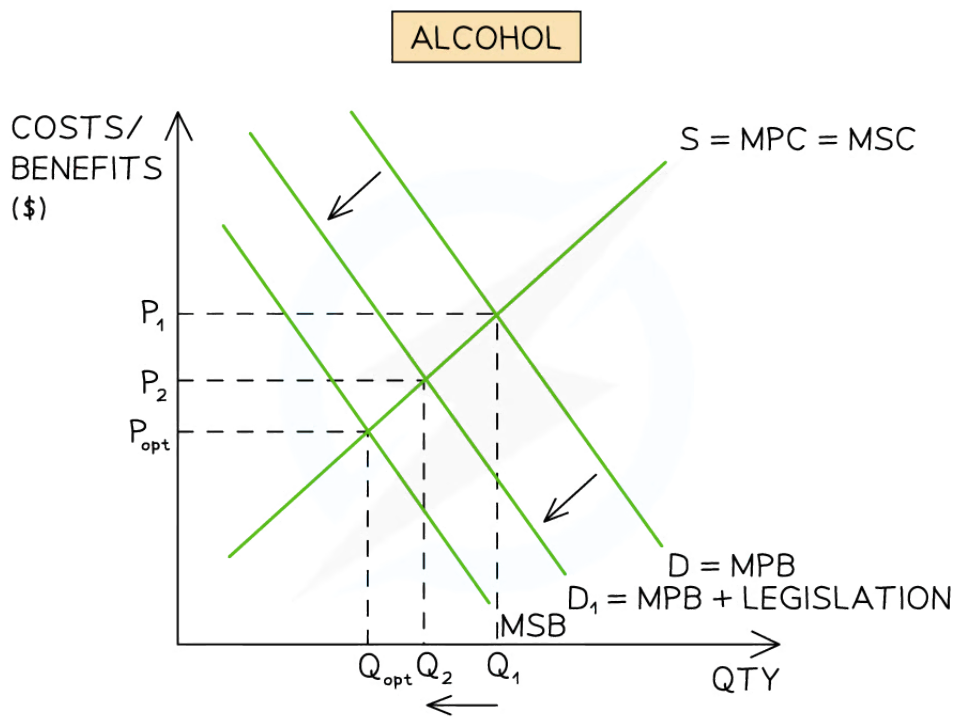 ALCOHOL
COSTS/
BENEFITS
($)
S = MPC = MSC
P₁
P₂
Pₒₚₜ
D = MPB
D₁ = MPB + LEGISLATION
MSB
Qₒₚₜ Q₂ Q₁
QTY